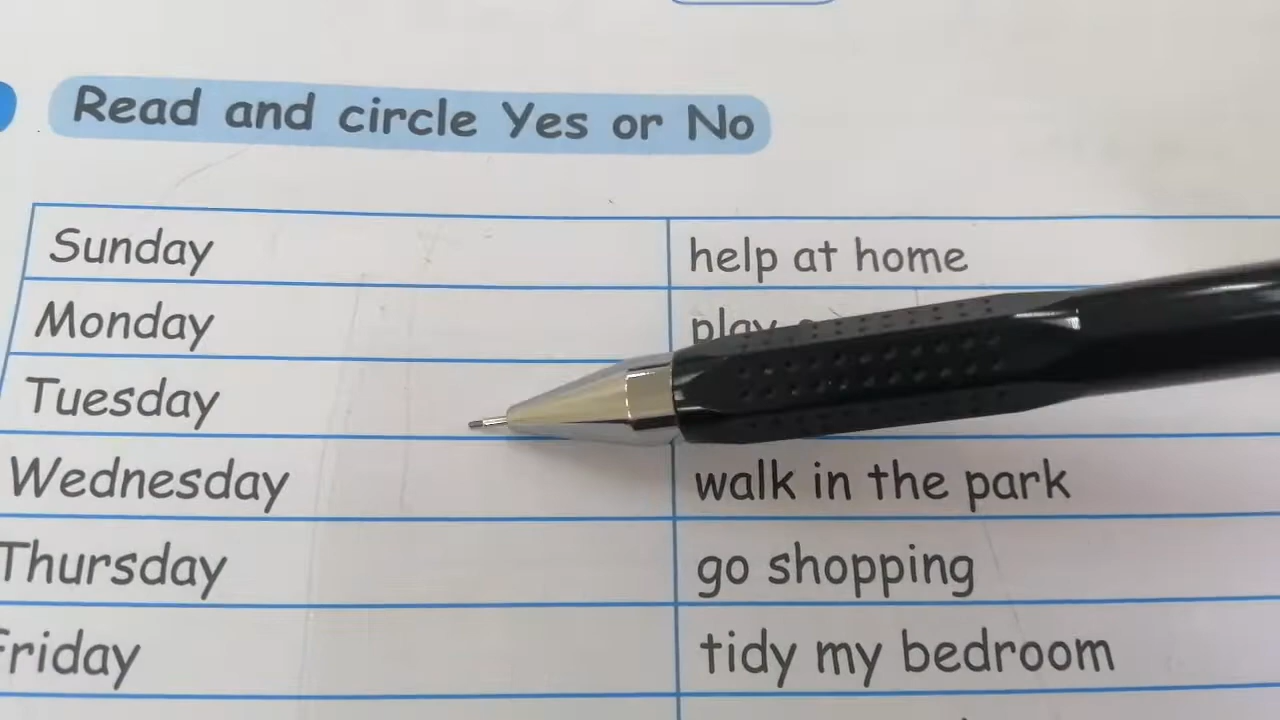 Read and circle Yes or No
Sunday help at home
Monday play
Tuesday
Wednesday walk in the park
Thursday go shopping
Friday tidy my bedroom